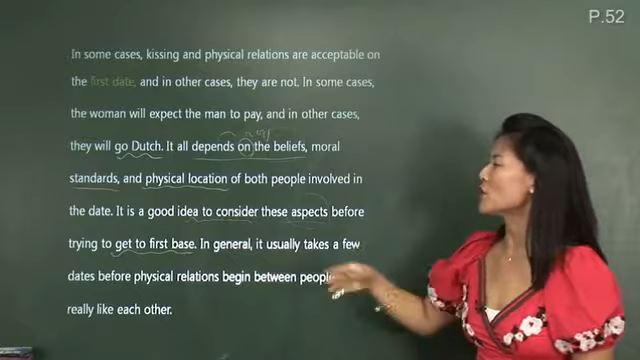 P.52
In some cases, kissing and physical relations are acceptable on
the first date, and in other cases, they are not. In some cases,
the woman will expect the man to pay, and in other cases,
they will go Dutch. It all depends on the beliefs, moral
standards, and physical location of both people involved in
the date. It is a good idea to consider these aspects before
trying to get to first base. In general, it usually takes a few
dates before physical relations begin between people
really like each other.